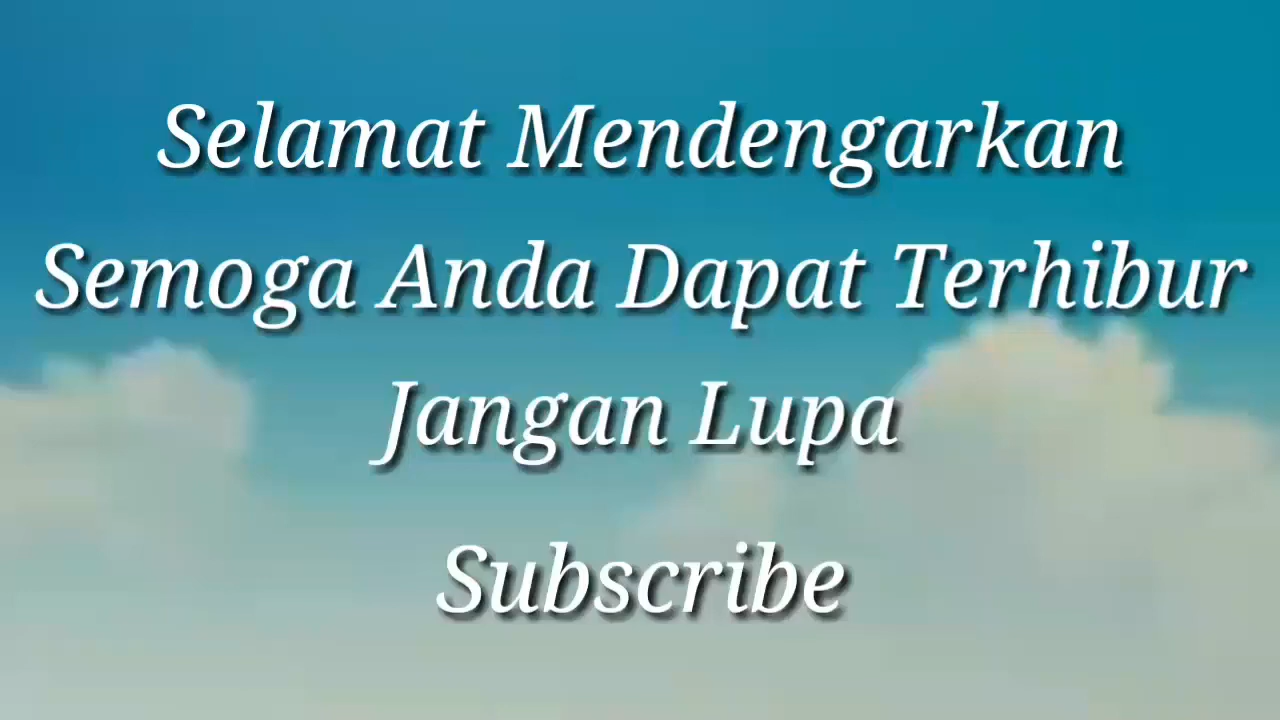 Selamat Mendengarkan
Semoga Anda Dapat Terhibur
Jangan Lupa
Subscribe